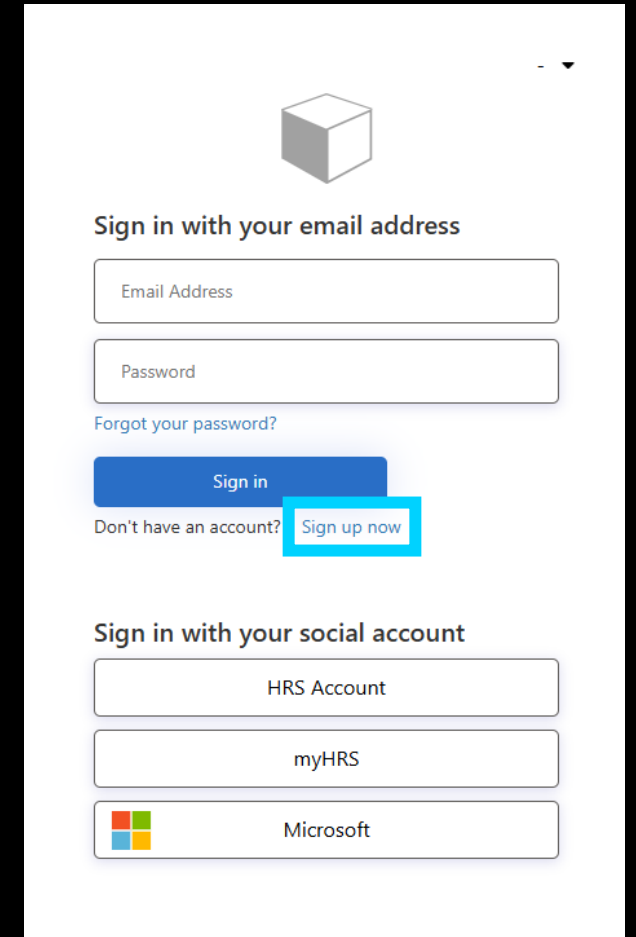 -
Sign in with your email address
Email Address
Password
Forgot your password?
Sign in
Don't have an account? Sign up now
Sign in with your social account
HRS Account
myHRS
Microsoft